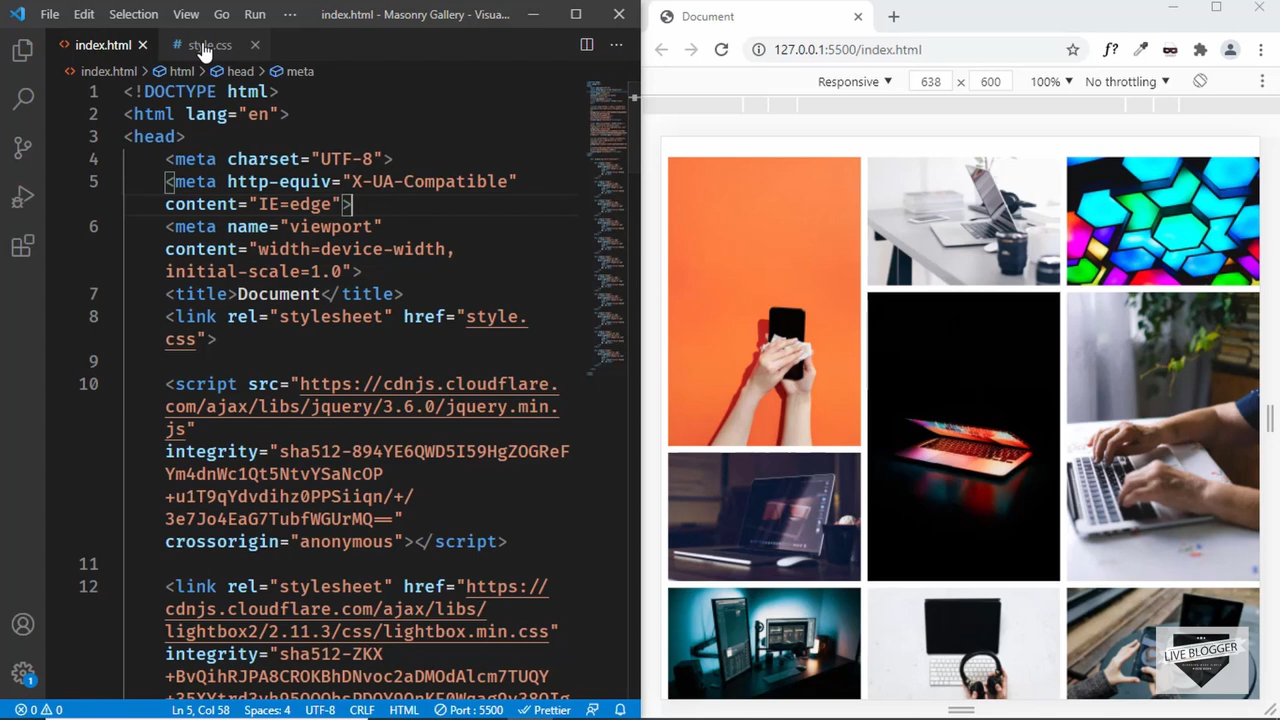 File Edit Selection View Go Run ··· index.html - Masonry Gallery - Visua...
index.html
# style.css
index.html > html > head > meta
1 <!DOCTYPE html>
2 <html lang="en">
3 <head>
4 <meta charset="UTF-8">
5 <meta http-equiv="X-UA-Compatible"
content="IE=edge">
6 <meta name="viewport"
content="width=device-width,
initial-scale=1.0">
7 <title>Document</title>
8 <link rel="stylesheet" href="style.
css">
9
10 <script src="https://cdnjs.cloudflare.
com/ajax/libs/jquery/3.6.0/jquery.min.
js"
integrity="sha512-894YE6QWD5I59HgZOGReF
Ym4dnWc1Qt5NtvYSaNcOP
+u1T9qYdvdihz0PPSiiqn/+/
3e7Jo4EaG7TubfWGUrMQ=="
crossorigin="anonymous"></script>
11
12 <link rel="stylesheet" href="https://
cdnjs.cloudflare.com/ajax/libs/
lightbox2/2.11.3/css/lightbox.min.css"
integrity="sha512-ZKX
+BvQihRJPA8CROKBhDNvoc2aDMOdAlcm7TUQY
1
0 0 Ln 5, Col 58 Spaces: 4 UTF-8 CRLF HTML Port : 5500 Prettier
Document
127.0.0.1:5500/index.html
f?
Responsive 638 × 600 100% No throttling
LIVE BLOGGER